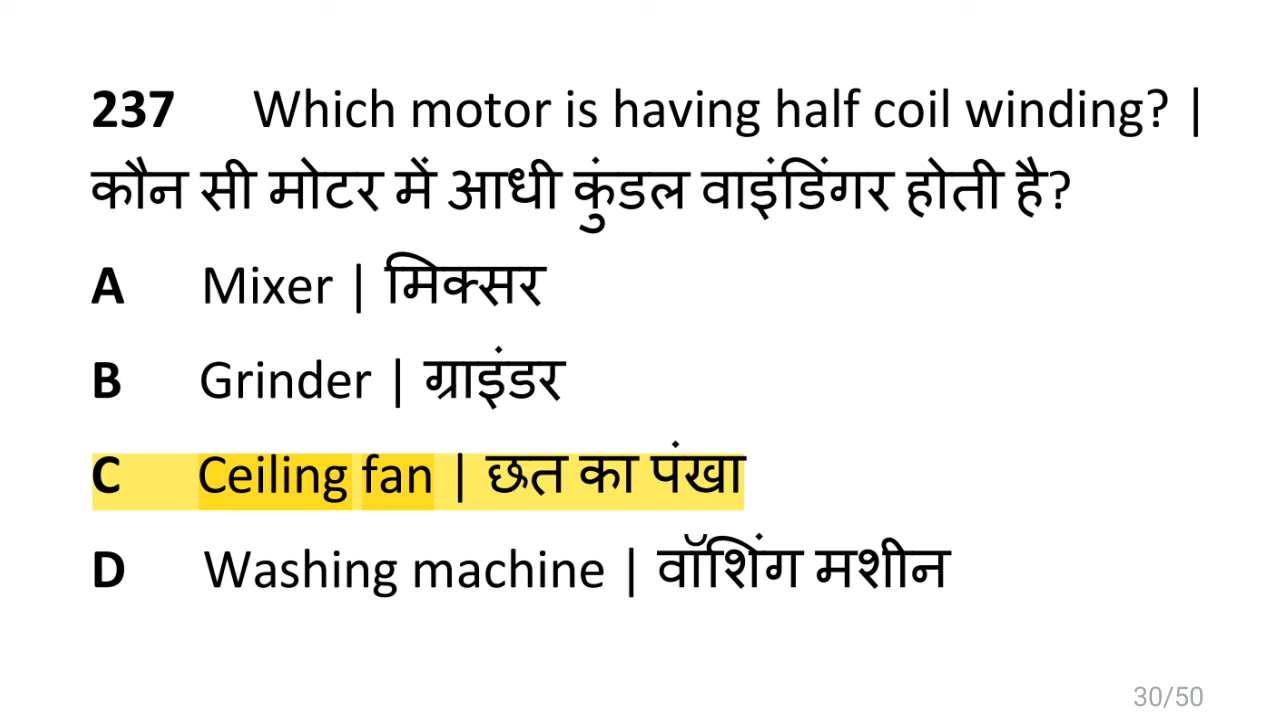 237 Which motor is having half coil winding? |
कौन सी मोटर में आधी कुंडल वाइंडिंगर होती है?
A Mixer | मिक्सर
B Grinder | ग्राइंडर
C Ceiling fan | छत का पंखा
D Washing machine | वॉशिंग मशीन
30/50